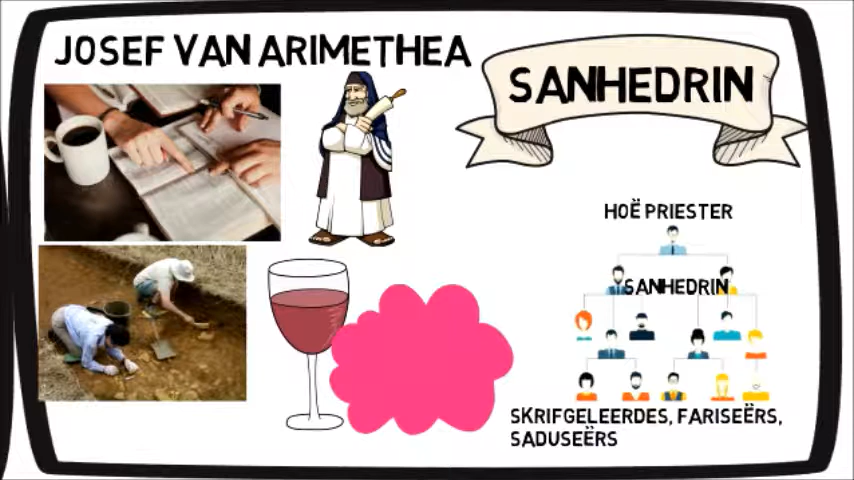 JOSEF VAN ARIMETHEA
SANHEDRIN
HOË PRIESTER
SANHEDRIN
SKRIFGELEERDES, FARISEËRS,
SADUSEËRS